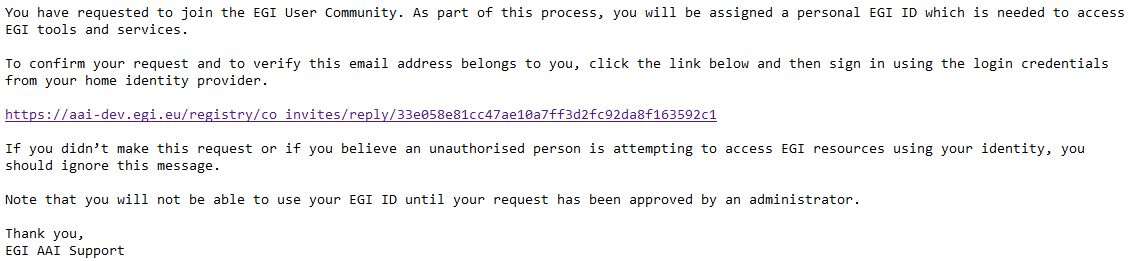 You have requested to join the EGI User Community. As part of this process, you will be assigned a personal EGI ID which is needed to access
EGI tools and services.
To confirm your request and to verify this email address belongs to you, click the link below and then sign in using the login credentials
from your home identity provider.
https://aai-dev.egi.eu/registry/co_invites/reply/33e058e81cc47ae10a7ff3d2fc92da8f163592c1
If you didn’t make this request or if you believe an unauthorised person is attempting to access EGI resources using your identity, you
should ignore this message.
Note that you will not be able to use your EGI ID until your request has been approved by an administrator.
Thank you,
EGI AAI Support